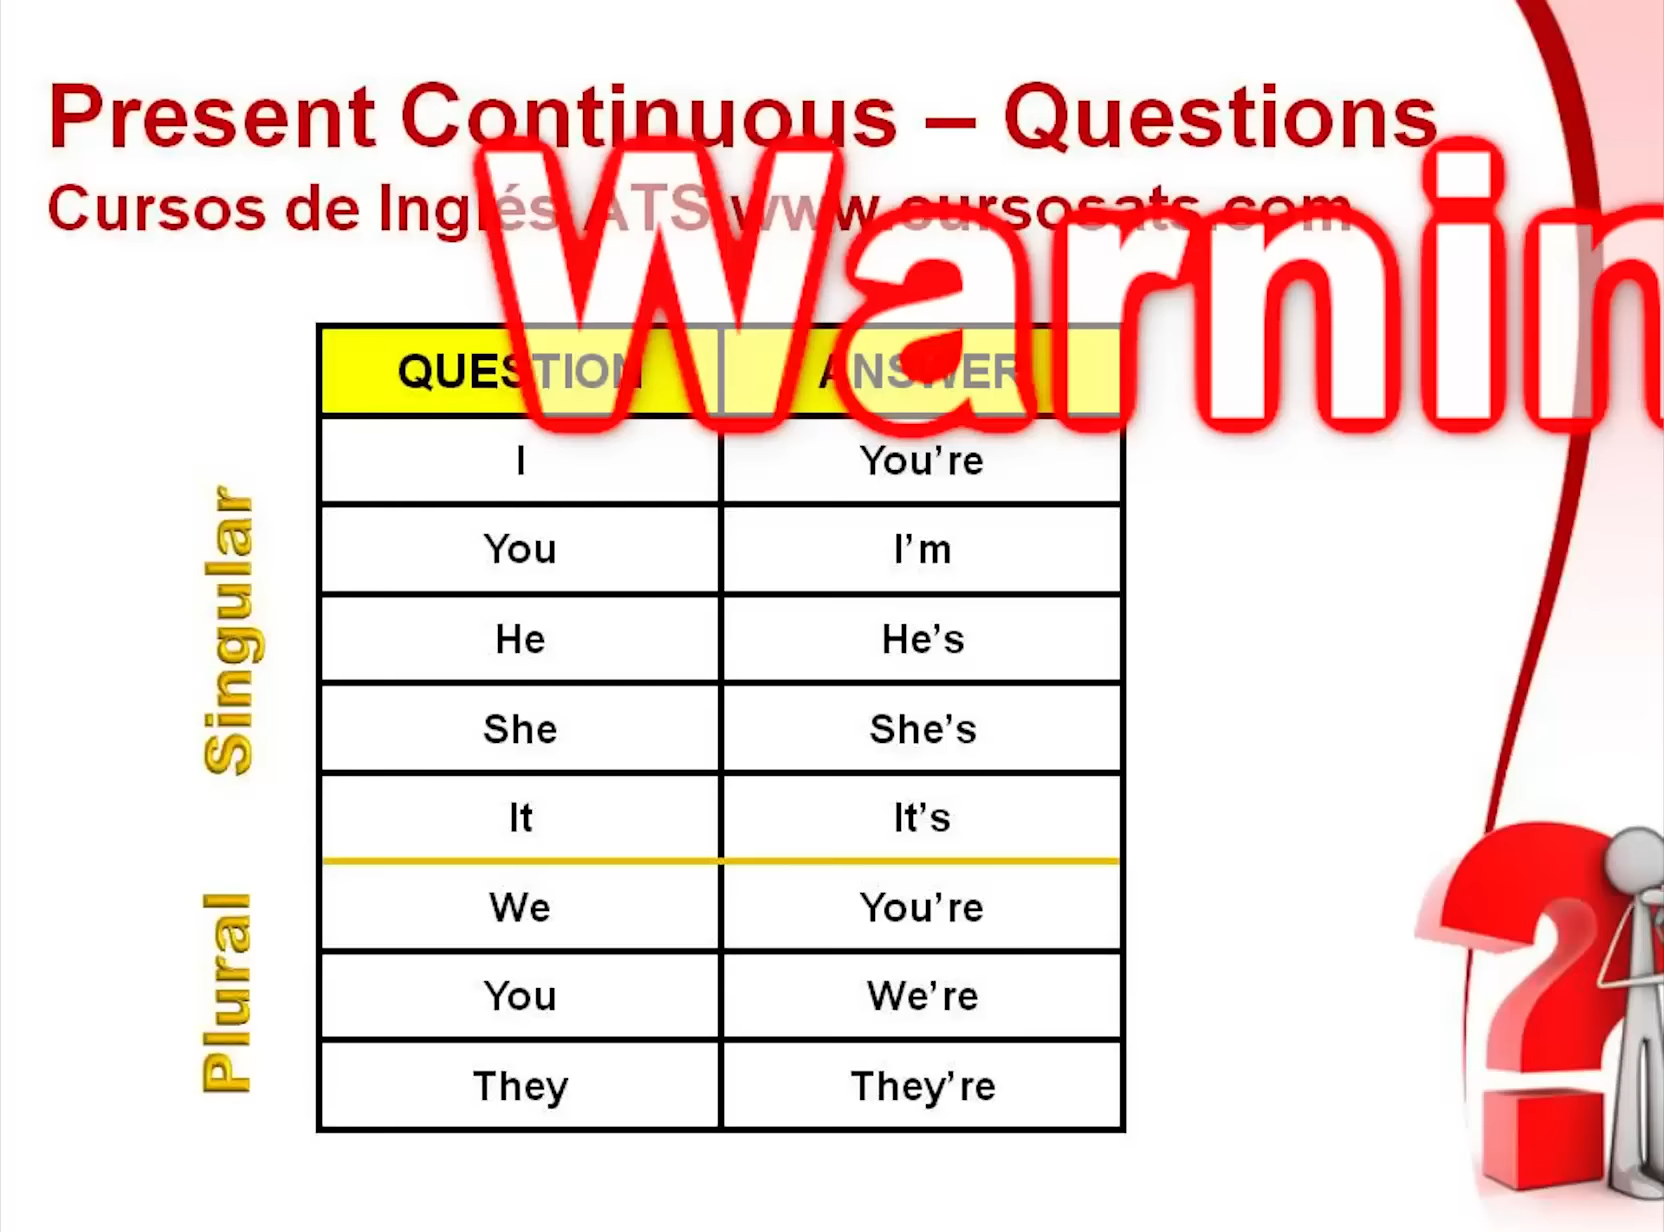 Present Continuous – Questions
Cursos de Inglés ATS www.cursosats.com
Warnin
QUESTION ANSWER
I You're
You I'm
He He's
She She's
It It's
We You're
You We're
They They're
Singular
Plural